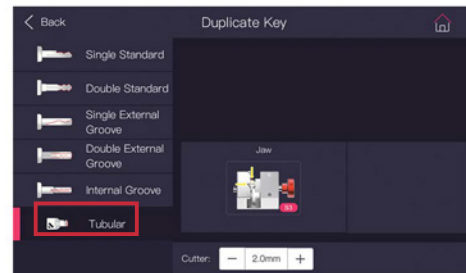 Back
Duplicate Key
Single Standard
Double Standard
Single External
Groove
Double External
Groove
Internal Groove
Tubular
Jaw
S3
Cutter: − 2.0mm +